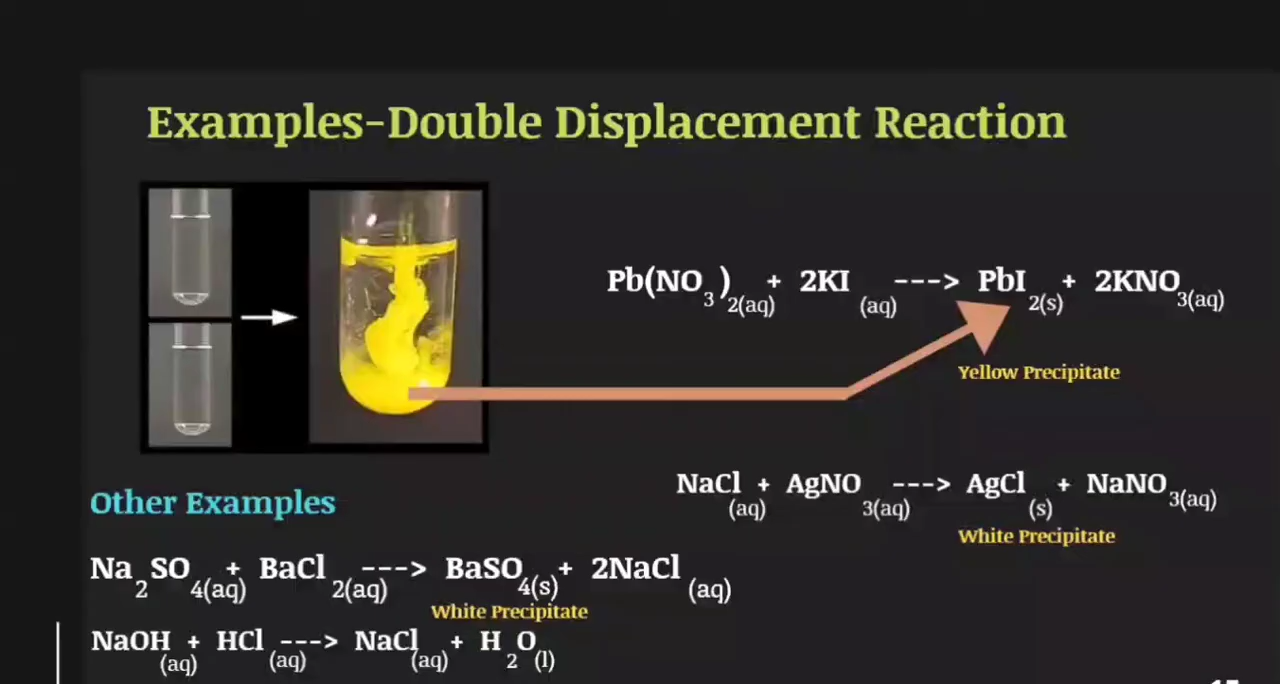 Examples-Double Displacement Reaction
Pb(NO3)2(aq) + 2KI(aq) ---> PbI2(s) + 2KNO3(aq)
Yellow Precipitate
NaCl(aq) + AgNO3(aq) ---> AgCl(s) + NaNO3(aq)
White Precipitate
Other Examples
Na2SO4(aq) + BaCl2(aq) ---> BaSO4(s) + 2NaCl(aq)
White Precipitate
NaOH(aq) + HCl(aq) ---> NaCl(aq) + H2O(l)